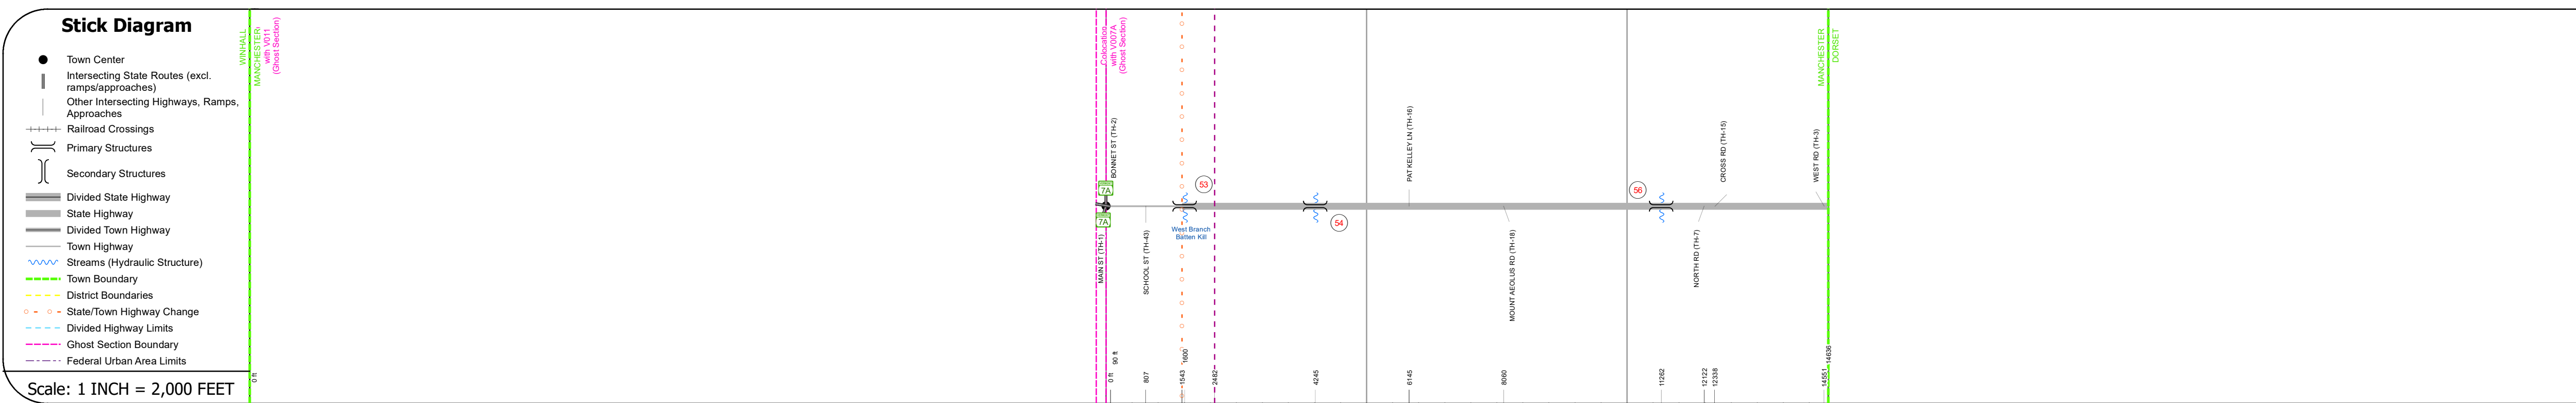 Stick Diagram
Town Center
Intersecting State Routes (excl.
ramps/approaches)
Other Intersecting Highways, Ramps,
Approaches
Railroad Crossings
Primary Structures
Secondary Structures
Divided State Highway
State Highway
Divided Town Highway
Town Highway
Streams (Hydraulic Structure)
Town Boundary
District Boundaries
State/Town Highway Change
Divided Highway Limits
Ghost Section Boundary
Federal Urban Area Limits
Scale: 1 INCH = 2,000 FEET
WINHALL
MANCHESTER
with V011
(Ghost Section)
0 ft
Colocation
with V007A
(Ghost Section)
BONNET ST (TH-2)
7A
7A
MAIN ST (TH-1)
SCHOOL ST (TH-43)
53
West Branch
Batten Kill
54
PAT KELLEY LN (TH-16)
MOUNT AEOLUS RD (TH-18)
56
NORTH RD (TH-7)
CROSS RD (TH-15)
WEST RD (TH-3)
MANCHESTER
DORSET
0 ft
90 ft
807
1543
1600
2482
4245
6145
8060
11262
12122
12338
14551
14636